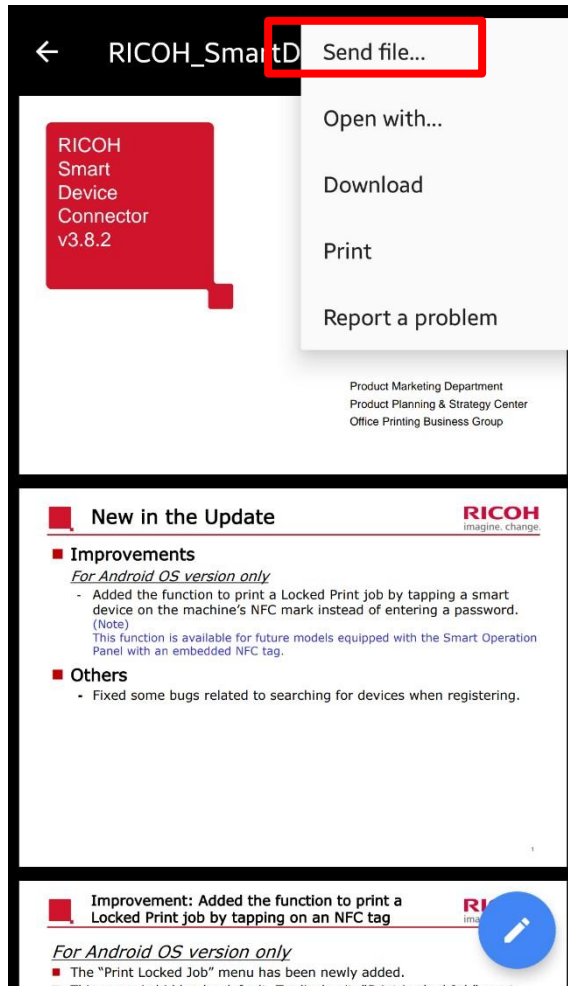 RICOH_SmartD
Send file...
Open with...
Download
Print
Report a problem
RICOH
Smart
Device
Connector
v3.8.2
Product Marketing Department
Product Planning & Strategy Center
Office Printing Business Group
New in the Update
RICOH
imagine. change.
Improvements
For Android OS version only
- Added the function to print a Locked Print job by tapping a smart
device on the machine's NFC mark instead of entering a password.
(Note)
This function is available for future models equipped with the Smart Operation
Panel with an embedded NFC tag.
Others
- Fixed some bugs related to searching for devices when registering.
1
Improvement: Added the function to print a
Locked Print job by tapping on an NFC tag
For Android OS version only
The "Print Locked Job" menu has been newly added.